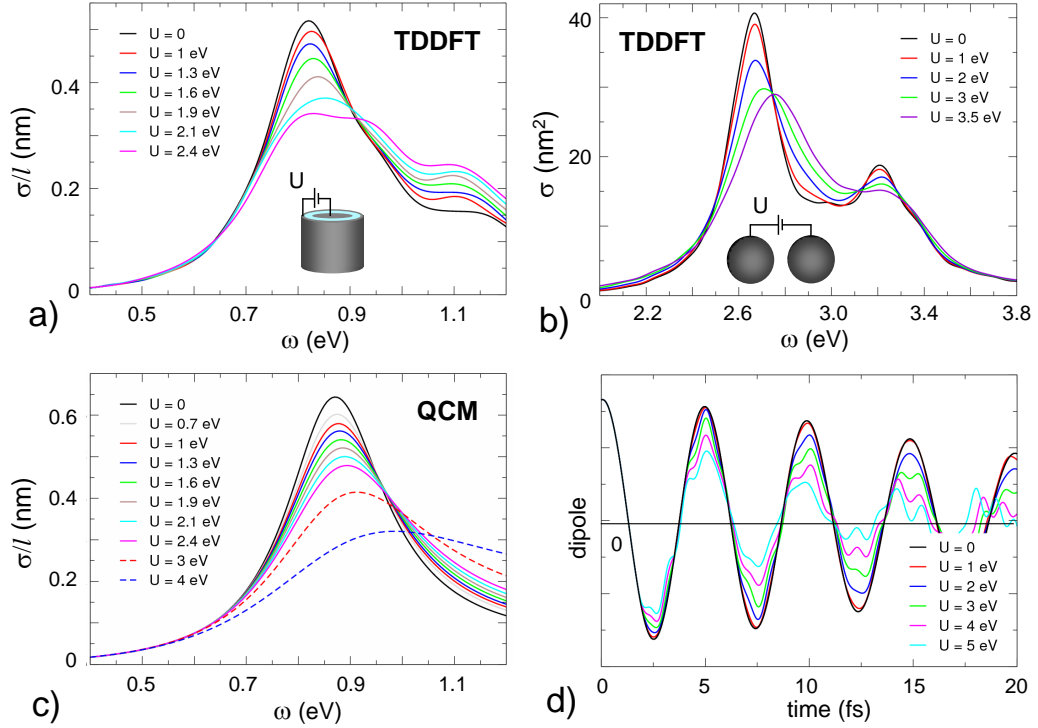 TDDFT
U = 0
U = 1 eV
U = 1.3 eV
U = 1.6 eV
U = 1.9 eV
U = 2.1 eV
U = 2.4 eV
U
σ/l (nm)
0.4
0.2
0
0.5
0.7
0.9
1.1
ω (eV)
a)
TDDFT
U = 0
U = 1 eV
U = 2 eV
U = 3 eV
U = 3.5 eV
U
σ (nm²)
40
20
0
2.2
2.6
3.0
3.4
3.8
ω (eV)
b)
QCM
U = 0
U = 0.7 eV
U = 1 eV
U = 1.3 eV
U = 1.6 eV
U = 1.9 eV
U = 2.1 eV
U = 2.4 eV
U = 3 eV
U = 4 eV
σ/l (nm)
0.6
0.4
0.2
0
0.5
0.7
0.9
1.1
ω (eV)
c)
dipole
0
U = 0
U = 1 eV
U = 2 eV
U = 3 eV
U = 4 eV
U = 5 eV
0
5
10
15
20
time (fs)
d)